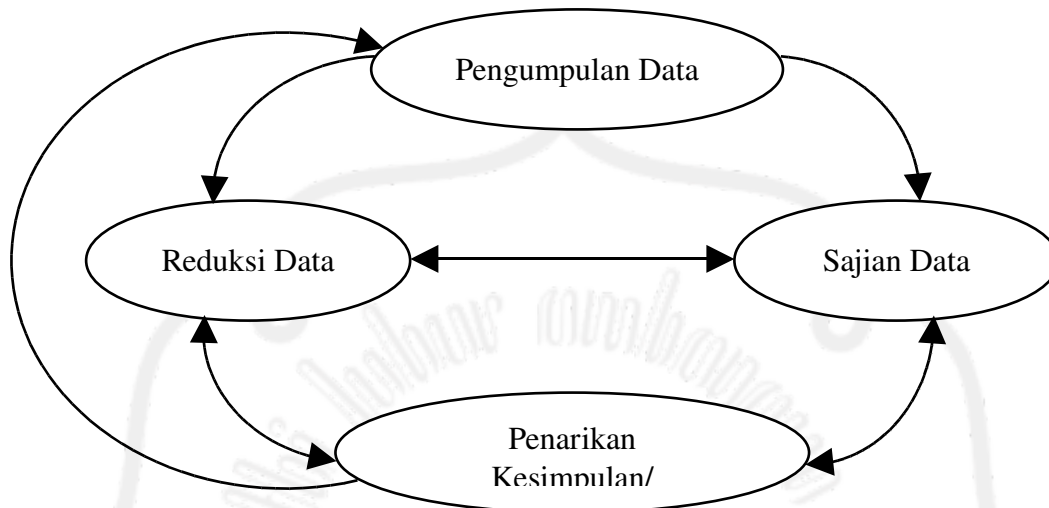 Pengumpulan Data
Reduksi Data
Sajian Data
Penarikan
Kesimpulan/